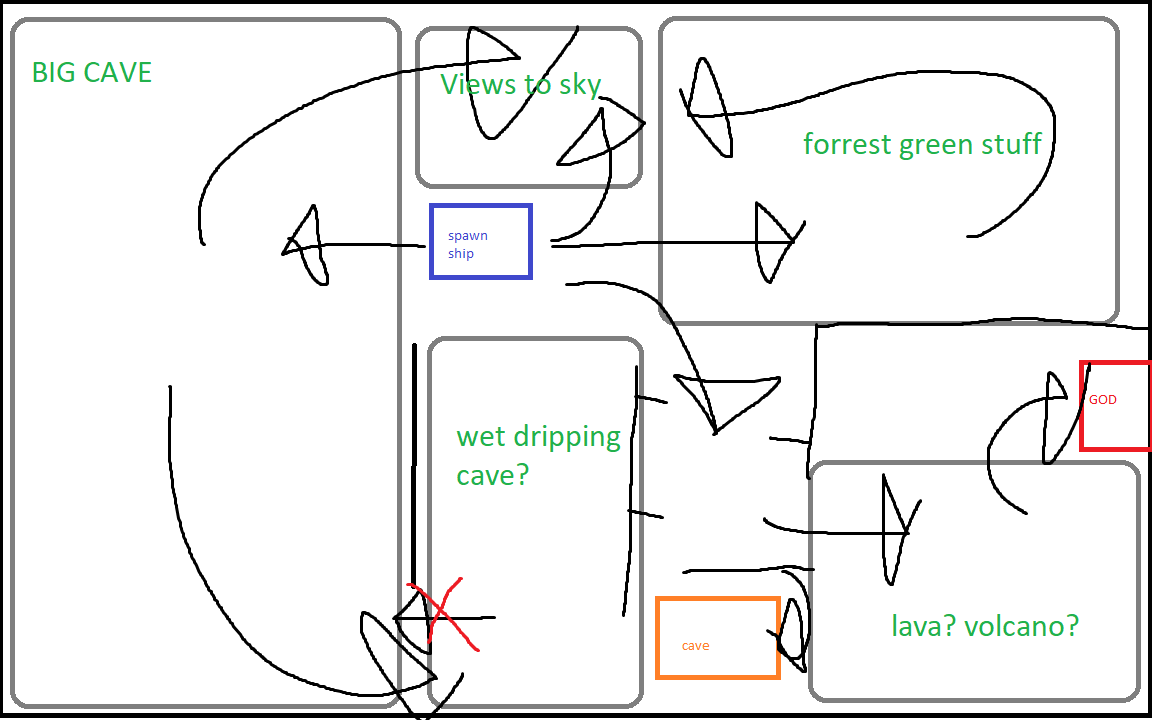 BIG CAVE
Views to sky
forrest green stuff
spawn
ship
GOD
wet dripping
cave?
cave
lava? volcano?